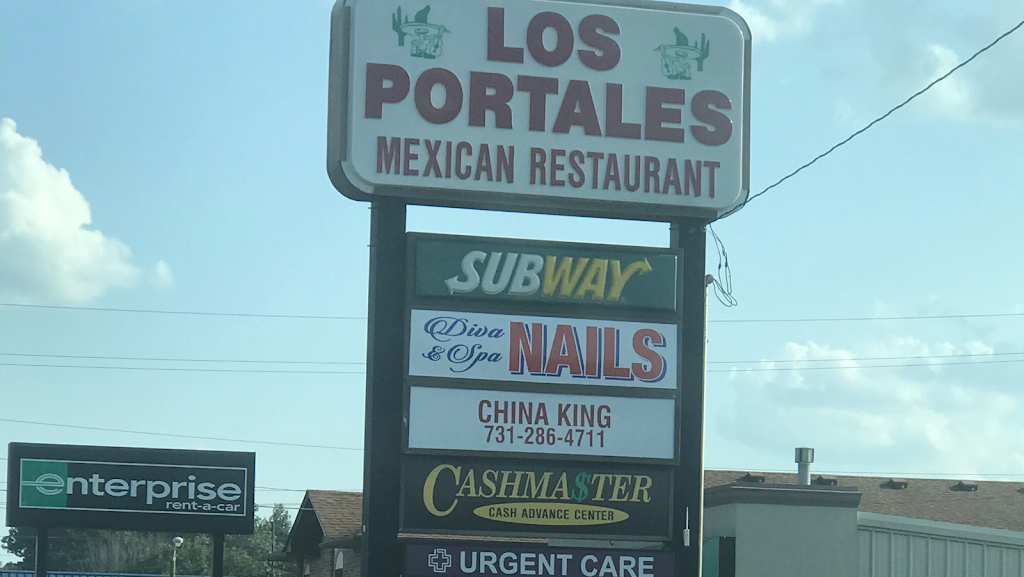 LOS
PORTALES
MEXICAN RESTAURANT
SUBWAY
Diva
& Spa
NAILS
CHINA KING
731-286-4711
CASHMA$TER
CASH ADVANCE CENTER
URGENT CARE
enterprise
rent-a-car